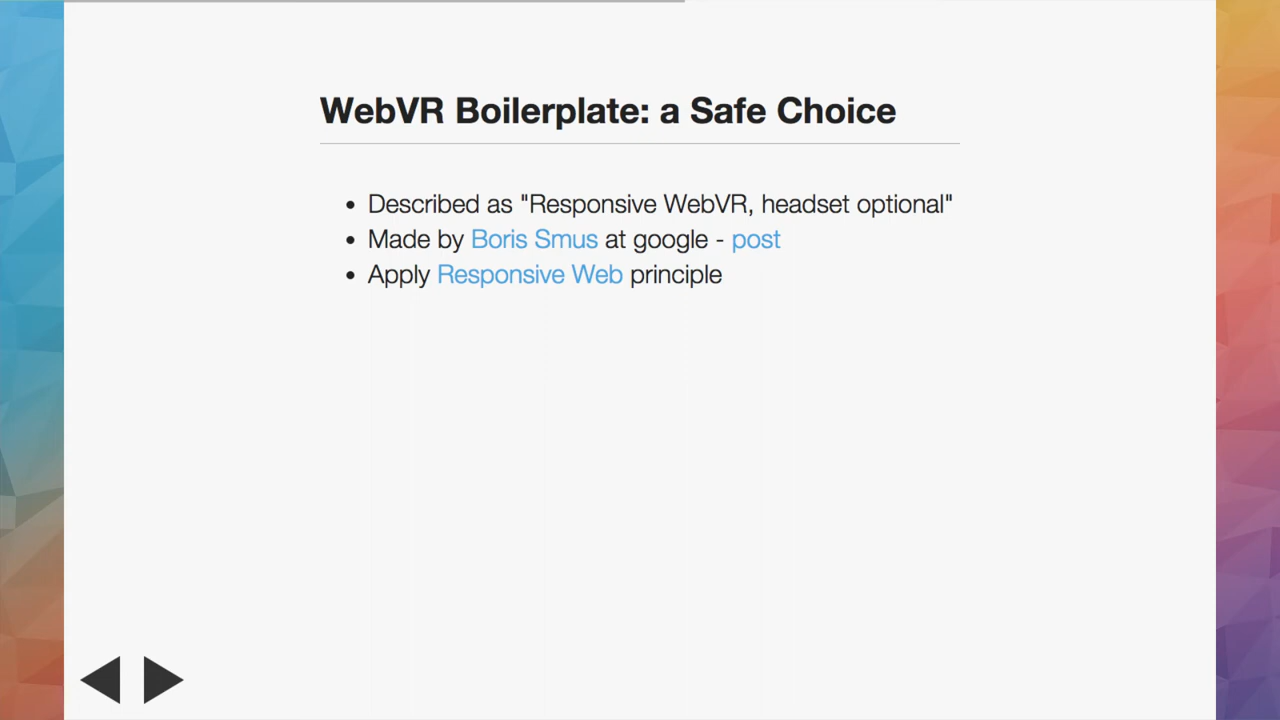 WebVR Boilerplate: a Safe Choice
• Described as "Responsive WebVR, headset optional"
• Made by Boris Smus at google - post
• Apply Responsive Web principle